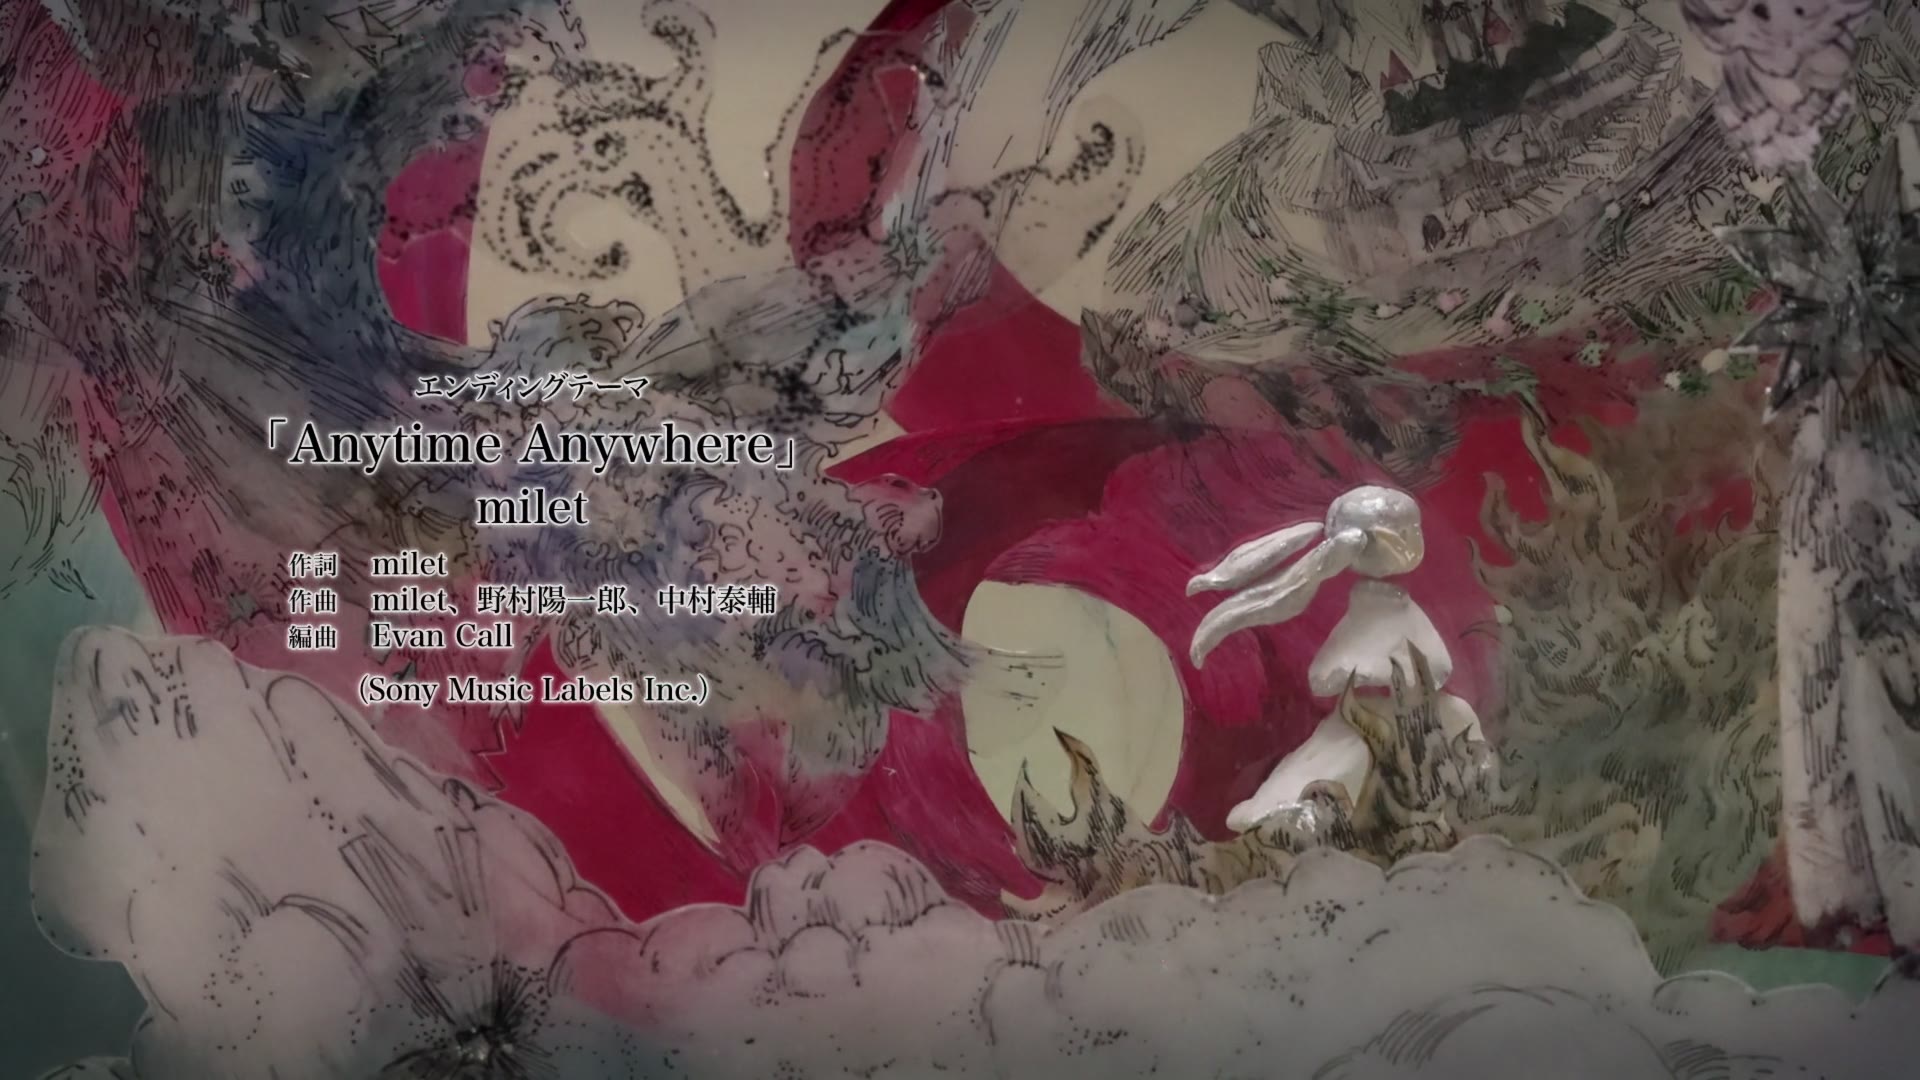 エンディングテーマ
「Anytime Anywhere」
milet
作詞 milet
作曲 milet、野村陽一郎、中村泰輔
編曲 Evan Call
(Sony Music Labels Inc.)